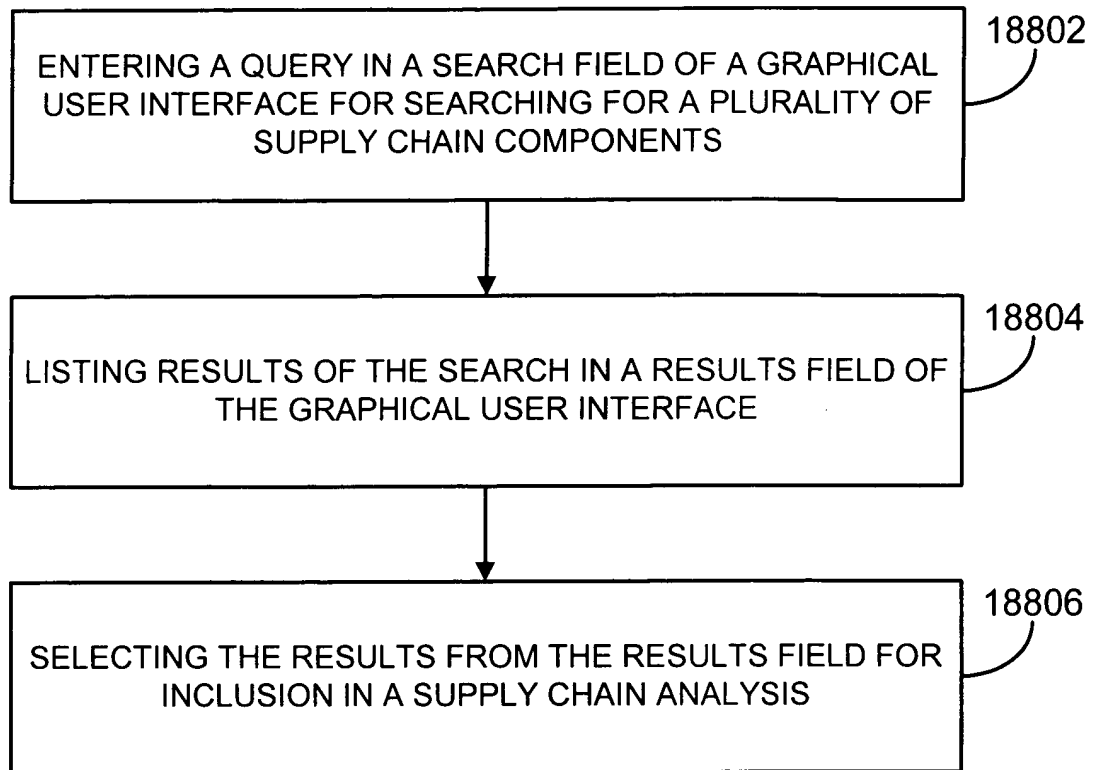 18802
ENTERING A QUERY IN A SEARCH FIELD OF A GRAPHICAL
USER INTERFACE FOR SEARCHING FOR A PLURALITY OF
SUPPLY CHAIN COMPONENTS
18804
LISTING RESULTS OF THE SEARCH IN A RESULTS FIELD OF
THE GRAPHICAL USER INTERFACE
18806
SELECTING THE RESULTS FROM THE RESULTS FIELD FOR
INCLUSION IN A SUPPLY CHAIN ANALYSIS